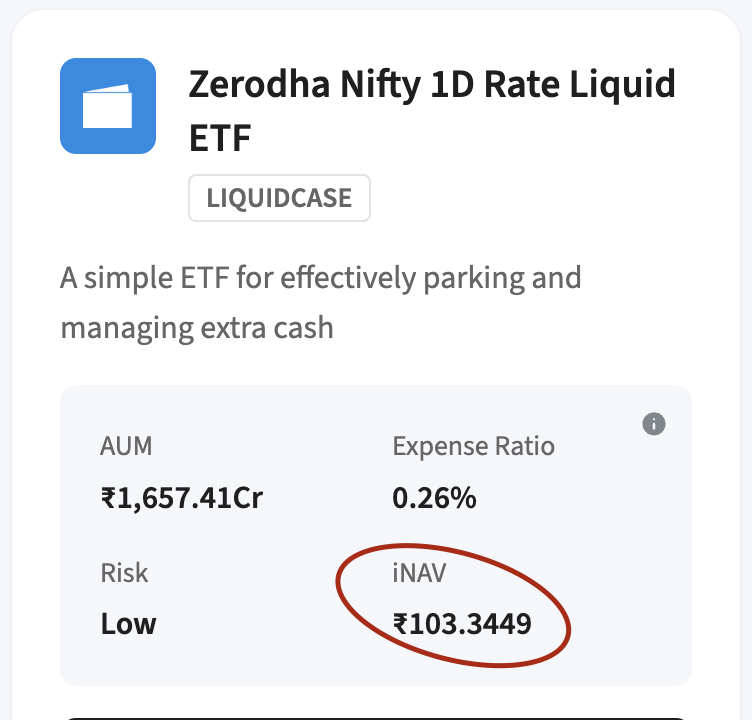 Zerodha Nifty 1D Rate Liquid
ETF
LIQUIDCASE
A simple ETF for effectively parking and
managing extra cash
AUM
Expense Ratio
₹1,657.41Cr
0.26%
Risk
iNAV
Low
₹103.3449